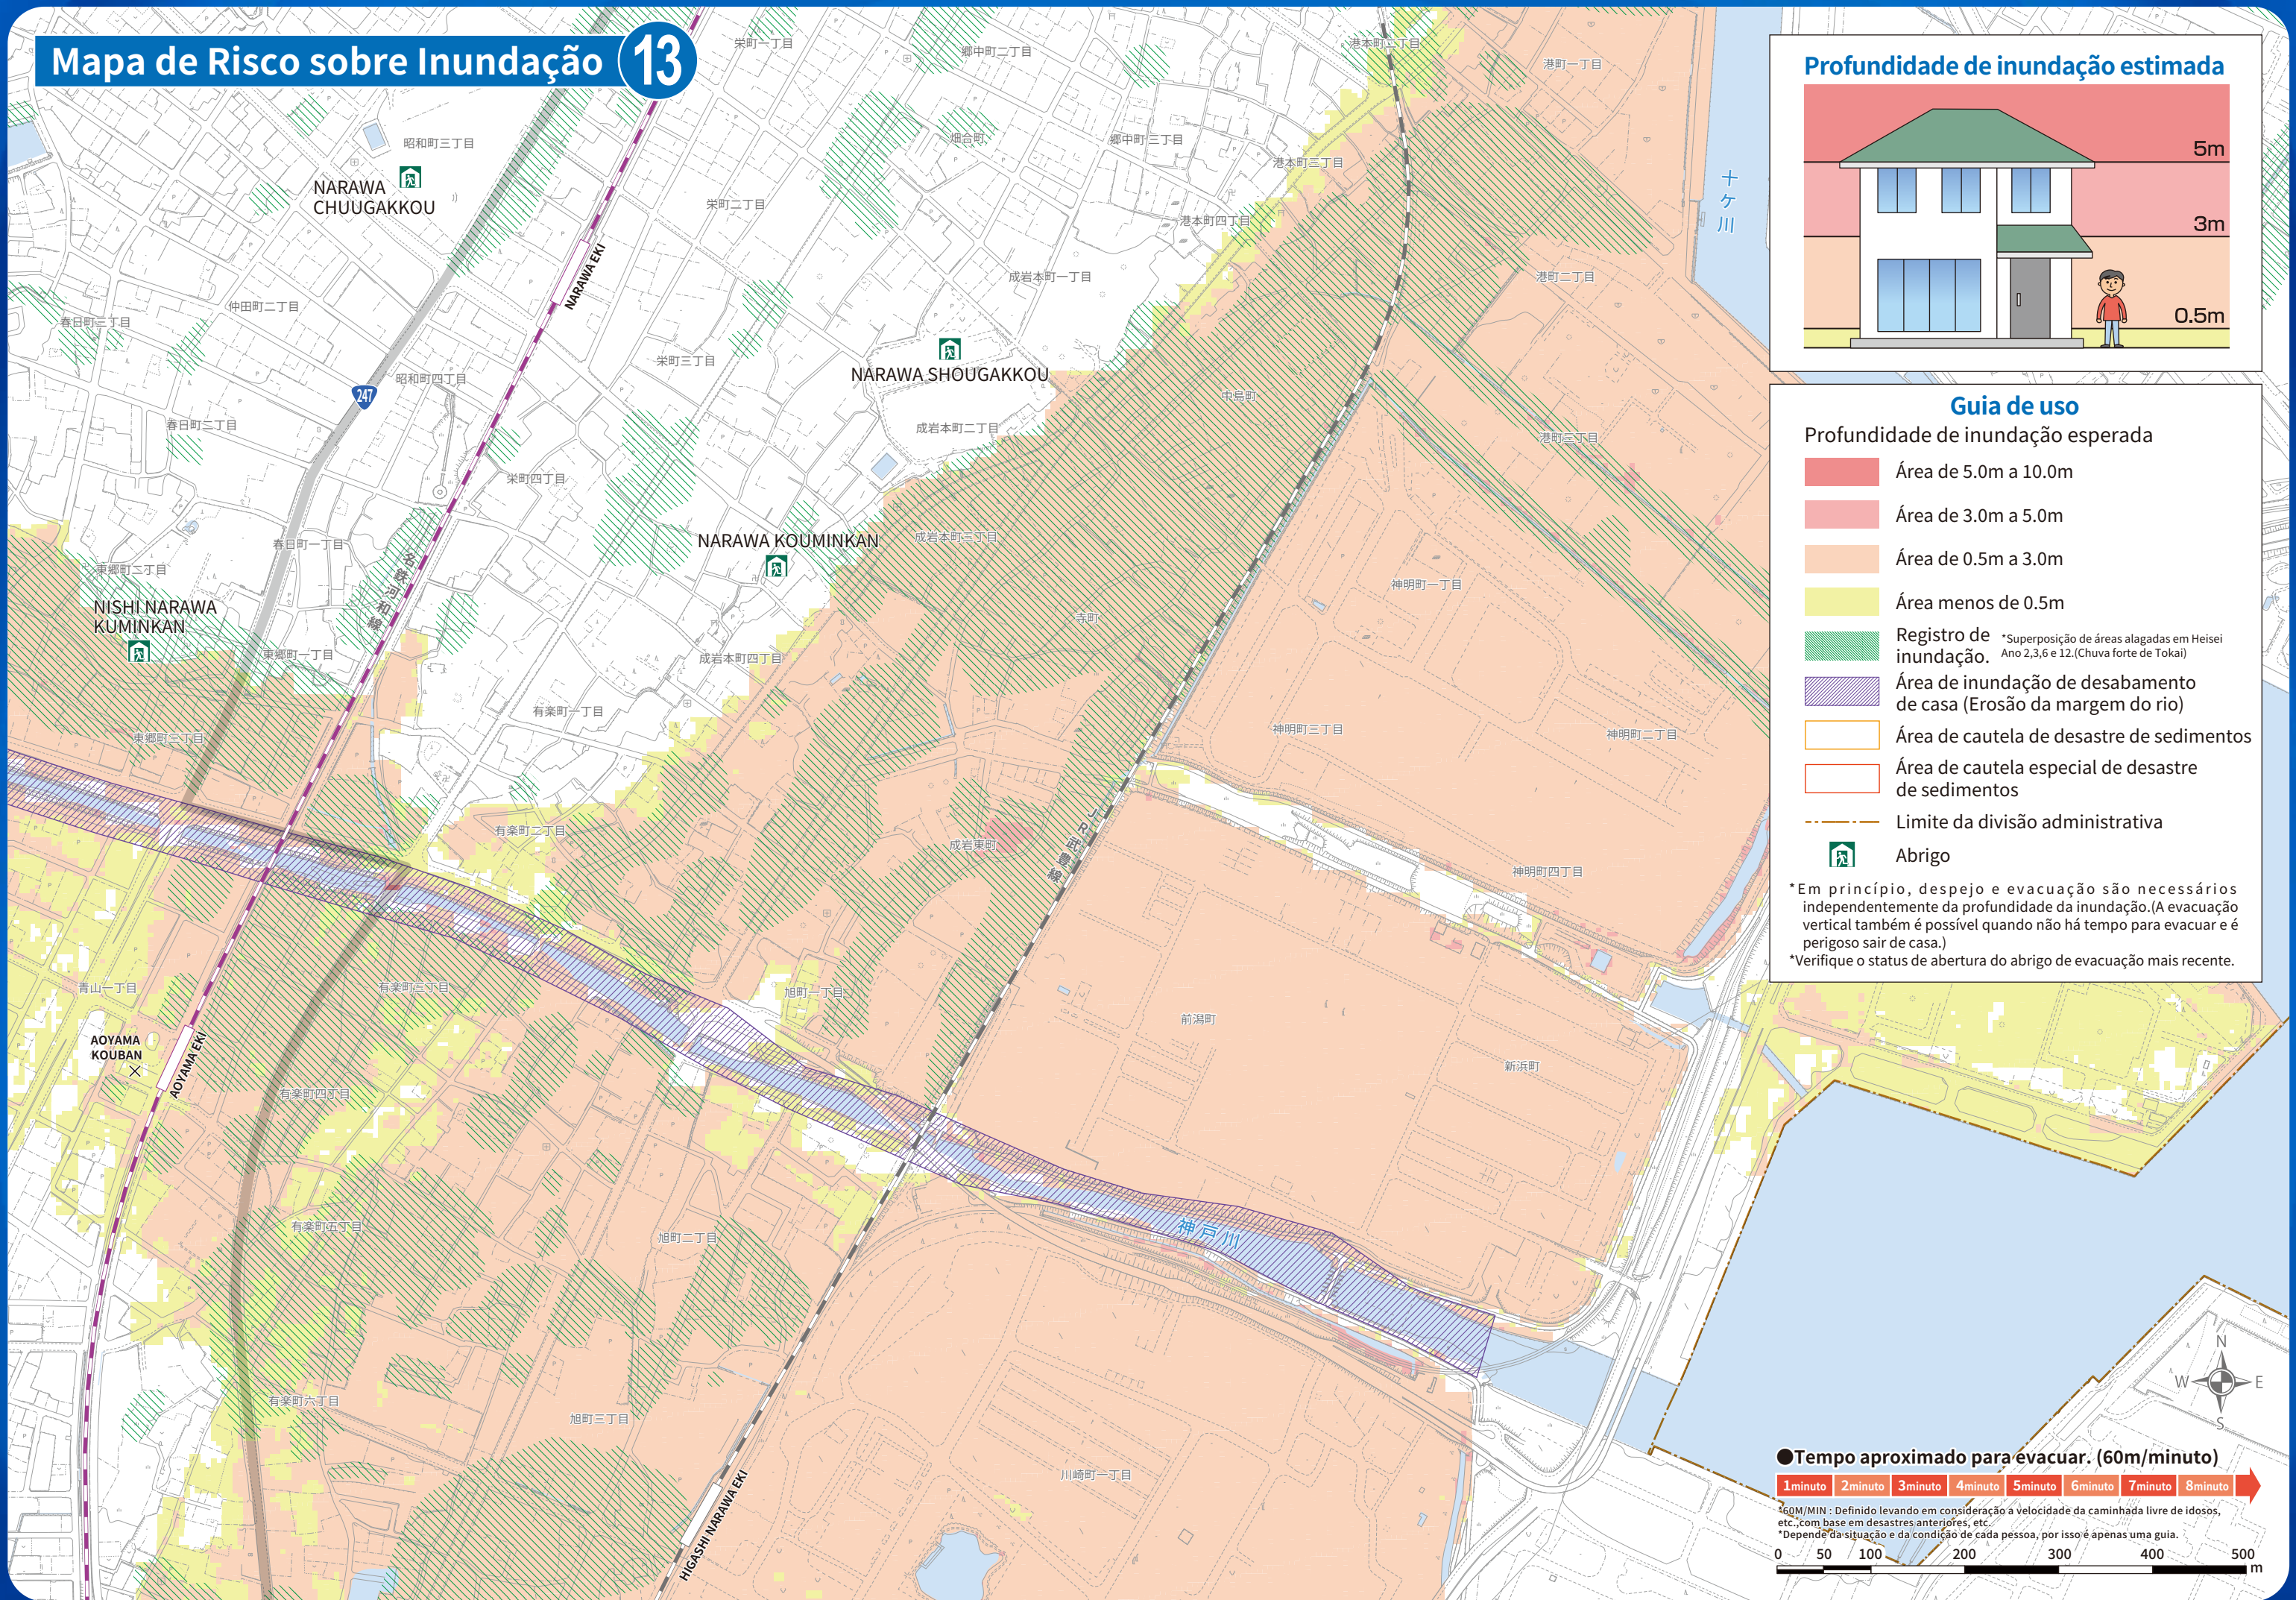 Mapa de Risco sobre Inundação 13
Profundidade de inundação estimada
5m
3m
0.5m
Guia de uso
Profundidade de inundação esperada
Área de 5.0m a 10.0m
Área de 3.0m a 5.0m
Área de 0.5m a 3.0m
Área menos de 0.5m
Registro de
inundação.
*Superposição de áreas alagadas em Heisei
Ano 2,3,6 e 12.(Chuva forte de Tokai)
Área de inundação de desabamento
de casa (Erosão da margem do rio)
Área de cautela de desastre de sedimentos
Área de cautela especial de desastre
de sedimentos
Limite da divisão administrativa
Abrigo
*Em princípio, despejo e evacuação são necessários
independentemente da profundidade da inundação.(A evacuação
vertical também é possível quando não há tempo para evacuar e é
perigoso sair de casa.)
*Verifique o status de abertura do abrigo de evacuação mais recente.
栄町一丁目
郷中町二丁目
港本町二丁目
港町一丁目
昭和町三丁目
畑合町
郷中町三丁目
港本町三丁目
十ケ川
NARAWA
CHUUGAKKOU
栄町二丁目
港本町四丁目
NARAWA EKI
成岩本町一丁目
港町二丁目
仲田町二丁目
春日町三丁目
栄町三丁目
NARAWA SHOUGAKKOU
昭和町四丁目
247
中島町
春日町二丁目
成岩本町二丁目
港町三丁目
栄町四丁目
春日町一丁目
NARAWA KOUMINKAN
成岩本町三丁目
東郷町二丁目
名鉄河和線
神明町一丁目
NISHI NARAWA
KUMINKAN
寺町
東郷町一丁目
成岩本町四丁目
有楽町一丁目
東郷町三丁目
神明町三丁目
神明町二丁目
有楽町二丁目
成岩東町
JR武豊線
神明町四丁目
青山一丁目
有楽町三丁目
旭町一丁目
前潟町
AOYAMA
KOUBAN
AOYAMA EKI
新浜町
有楽町四丁目
有楽町五丁目
旭町二丁目
神戸川
有楽町六丁目
旭町三丁目
川崎町一丁目
HIGASHI NARAWA EKI
N
W
E
S
●Tempo aproximado para evacuar. (60m/minuto)
1minuto 2minuto 3minuto 4minuto 5minuto 6minuto 7minuto 8minuto
*60M/MIN : Definido levando em consideração a velocidade da caminhada livre de idosos,
etc.,com base em desastres anteriores, etc.
*Depende da situação e da condição de cada pessoa, por isso é apenas uma guia.
0 50 100 200 300 400 500
m